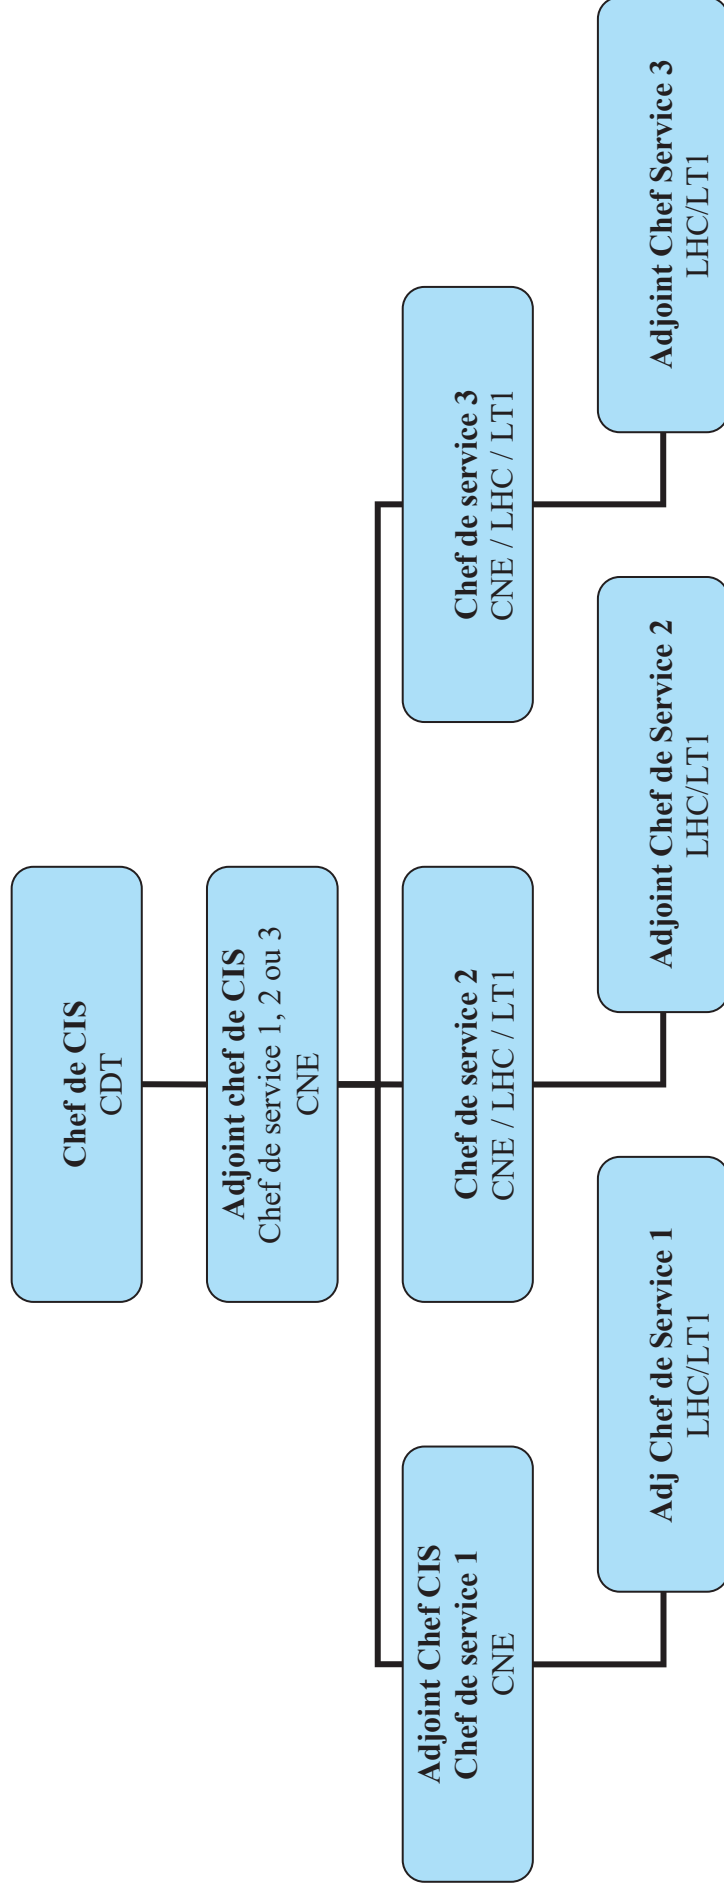 Chef de CIS
CDT
Adjoint chef de CIS
Chef de service 1, 2 ou 3
CNE
Adjoint Chef CIS
Chef de service 1
CNE
Chef de service 2
CNE / LHC / LT1
Chef de service 3
CNE / LHC / LT1
Adj Chef de Service 1
LHC/LT1
Adjoint Chef de Service 2
LHC/LT1
Adjoint Chef Service 3
LHC/LT1